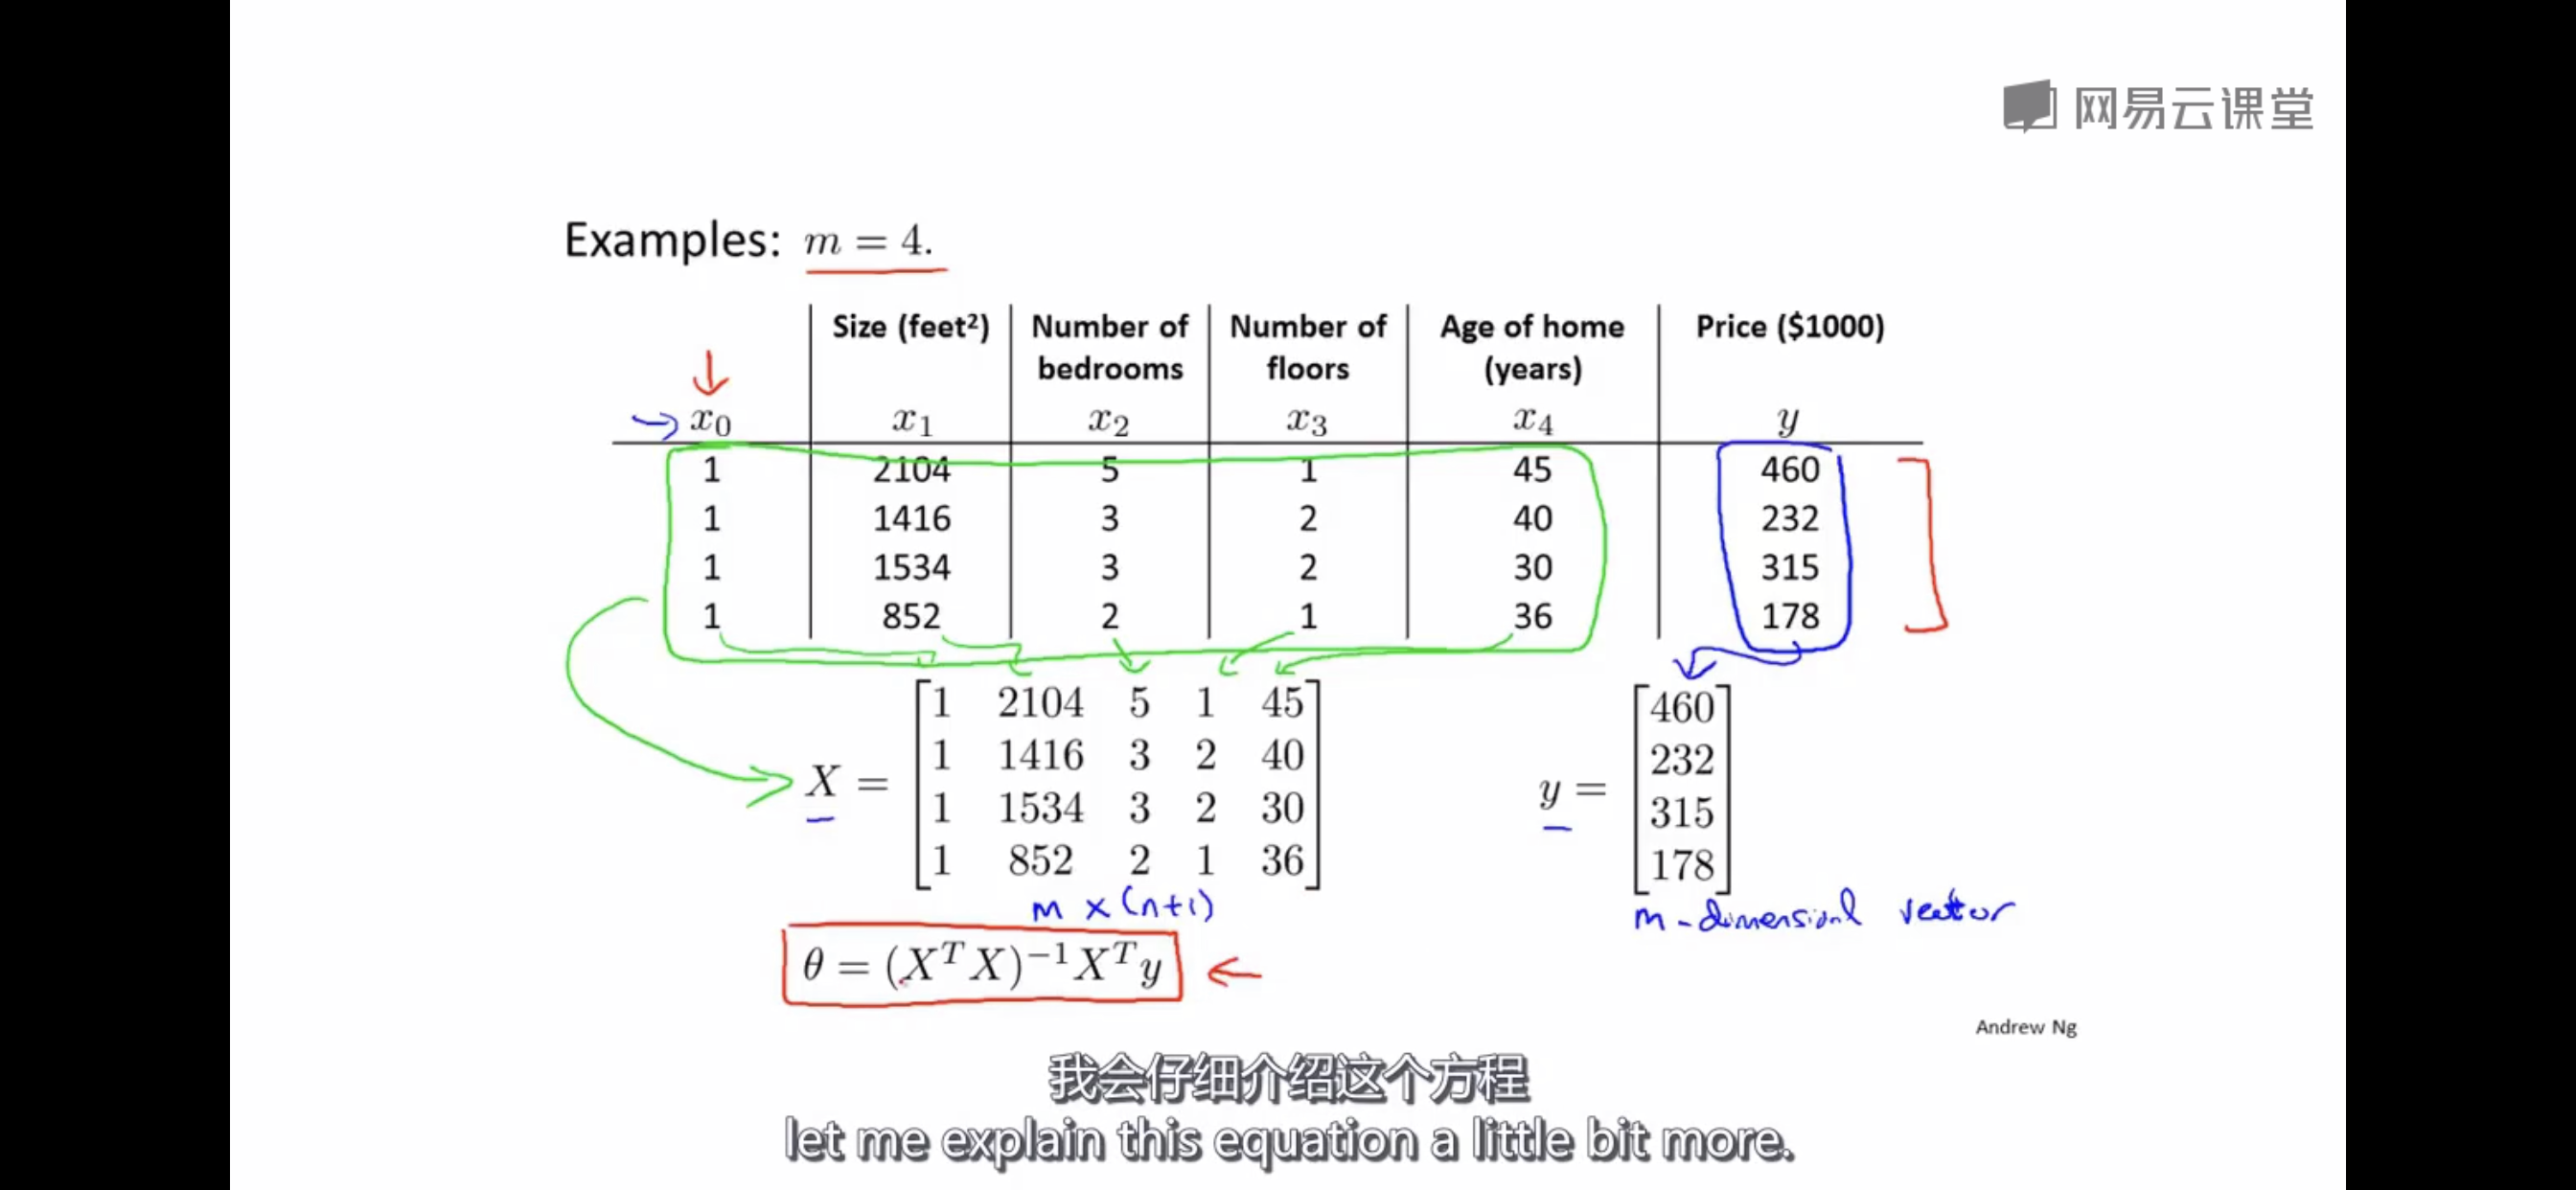 网易云课堂
Examples: m = 4.
Size (feet²) Number of bedrooms Number of floors Age of home (years) Price ($1000)
x₀ x₁ x₂ x₃ x₄ y
1 2104 5 1 45 460
1 1416 3 2 40 232
1 1534 3 2 30 315
1 852 2 1 36 178
X = [1 2104 5 1 45
1 1416 3 2 40
1 1534 3 2 30
1 852 2 1 36]
m × (n+1)
y = [460
232
315
178]
m-dimensional vector
θ = (XᵀX)⁻¹Xᵀy
Andrew Ng
我会仔细介绍这个方程
let me explain this equation a little bit more.